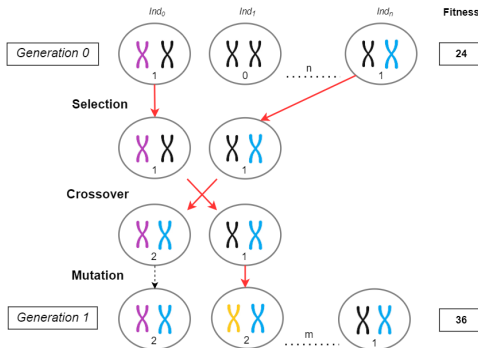 Ind0 Ind1 Indn Fitness
Generation 0 24
1 0 n 1
Selection
1 1
Crossover
2 1
Mutation
Generation 1 36
2 2 m 1